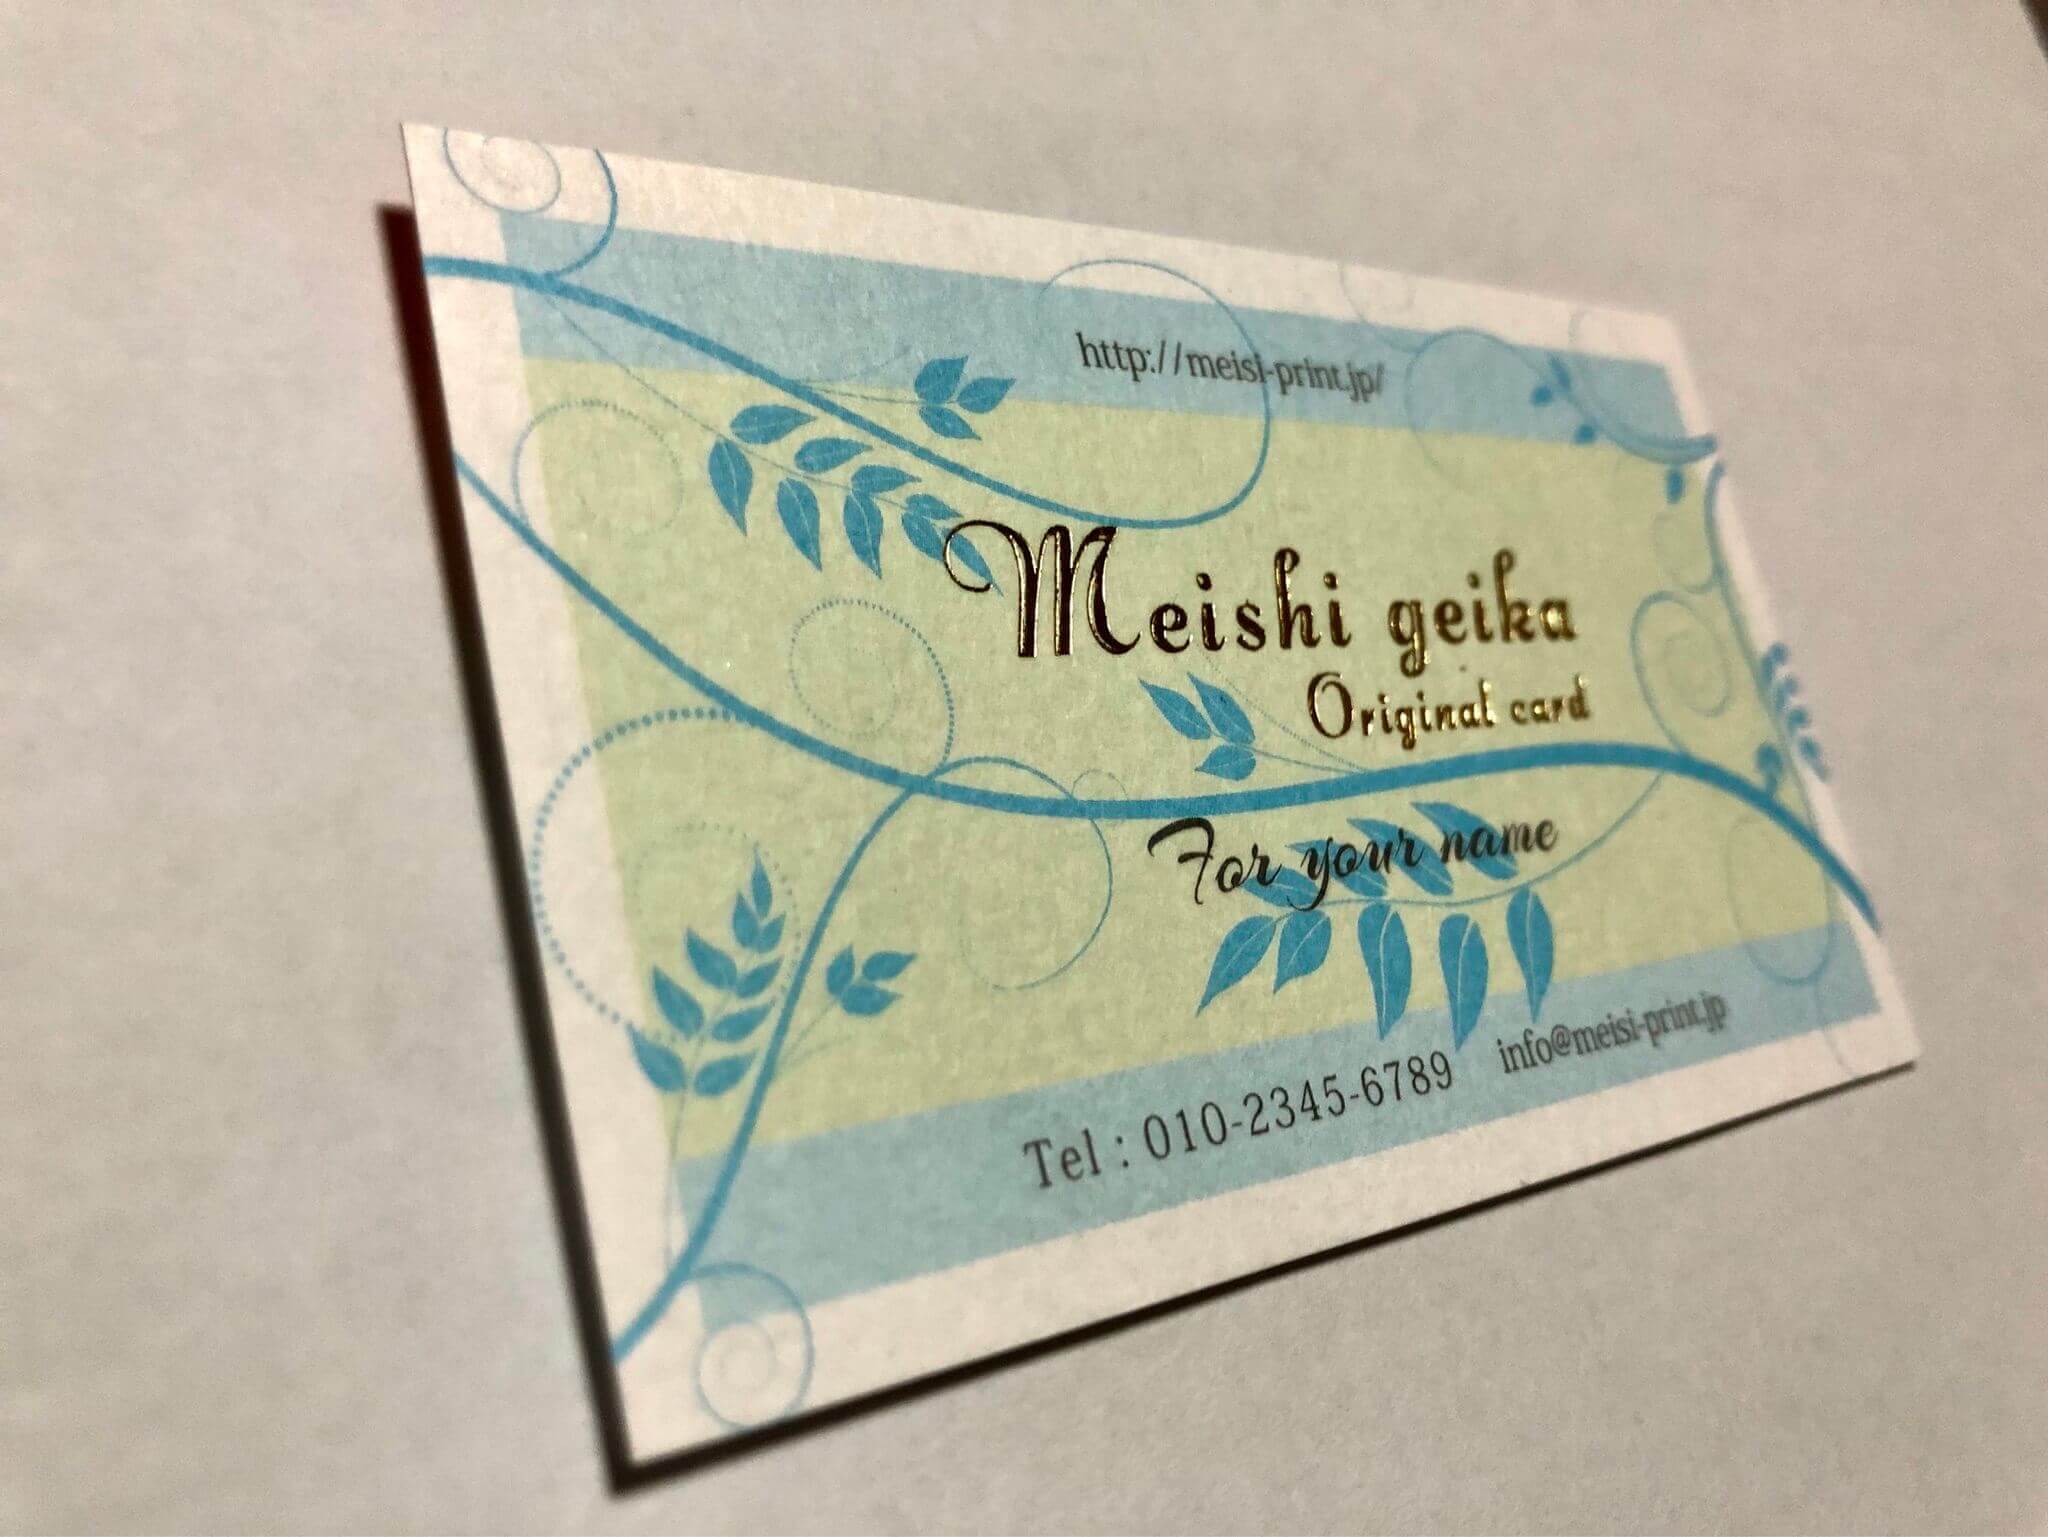 http://meisi-print.jp/
Meishi geika
Original card
For your name
Tel : 010-2345-6789 info@meisi-print.jp